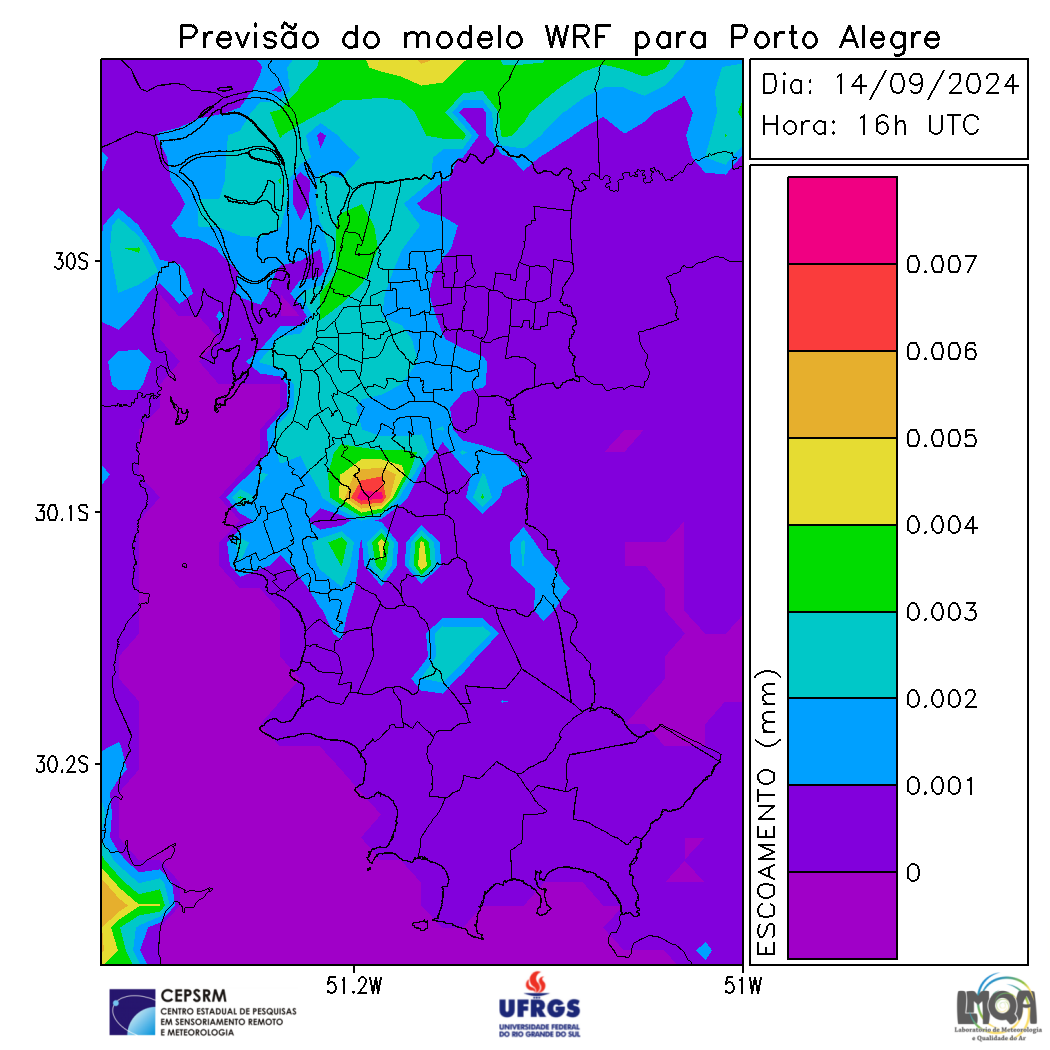 Previsão do modelo WRF para Porto Alegre
Dia: 14/09/2024
Hora: 16h UTC
0.007
0.006
0.005
0.004
0.003
0.002
0.001
0
ESCOAMENTO (mm)
30S
30.1S
30.2S
51.2W
51W
CEPSRM
CENTRO ESTADUAL DE PESQUISAS
EM SENSORIAMENTO REMOTO
E METEOROLOGIA
UFRGS
UNIVERSIDADE FEDERAL
DO RIO GRANDE DO SUL
LMQA
Laboratório de Meteorologia
e Qualidade do Ar